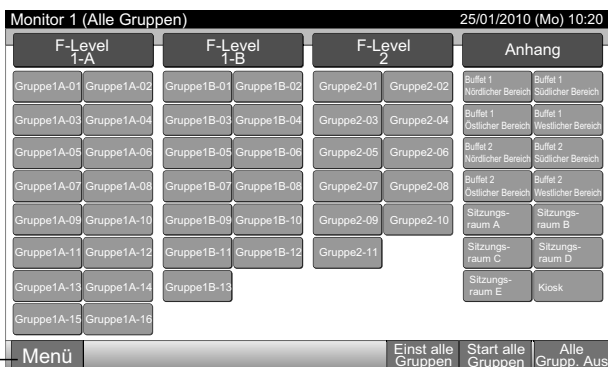 Monitor 1 (Alle Gruppen) 25/01/2010 (Mo) 10:20
F-Level
1-A
F-Level
1-B
F-Level
2
Anhang
Gruppe1A-01 Gruppe1A-02 Gruppe1B-01 Gruppe1B-02 Gruppe2-01 Gruppe2-02
Buffet 1
Nördlicher Bereich
Buffet 1
Südlicher Bereich
Gruppe1A-03 Gruppe1A-04 Gruppe1B-03 Gruppe1B-04 Gruppe2-03 Gruppe2-04
Buffet 1
Östlicher Bereich
Buffet 1
Westlicher Bereich
Gruppe1A-05 Gruppe1A-06 Gruppe1B-05 Gruppe1B-06 Gruppe2-05 Gruppe2-06
Buffet 2
Nördlicher Bereich
Buffet 2
Südlicher Bereich
Gruppe1A-07 Gruppe1A-08 Gruppe1B-07 Gruppe1B-08 Gruppe2-07 Gruppe2-08
Buffet 2
Östlicher Bereich
Buffet 2
Westlicher Bereich
Gruppe1A-09 Gruppe1A-10 Gruppe1B-09 Gruppe1B-10 Gruppe2-09 Gruppe2-10
Sitzungs-
raum A
Sitzungs-
raum B
Gruppe1A-11 Gruppe1A-12 Gruppe1B-11 Gruppe1B-12 Gruppe2-11
Sitzungs-
raum C
Sitzungs-
raum D
Gruppe1A-13 Gruppe1A-14 Gruppe1B-13
Sitzungs-
raum E
Kiosk
Gruppe1A-15 Gruppe1A-16
Menü
Einst alle
Gruppen
Start alle
Gruppen
Alle
Grupp. Aus